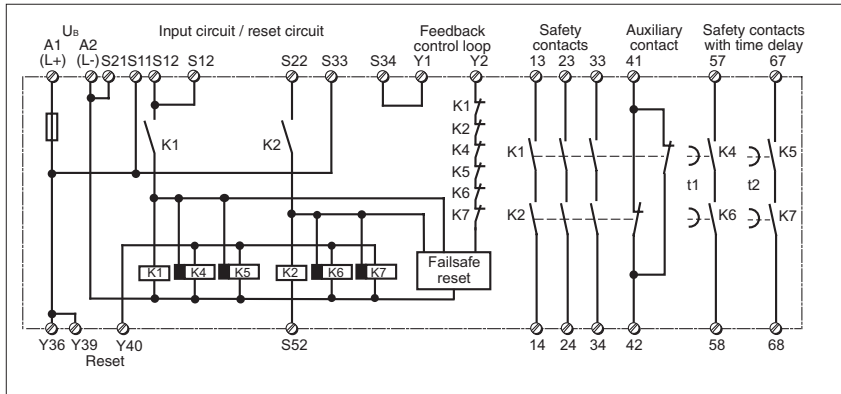 U_B Input circuit / reset circuit Feedback control loop Safety contacts Auxiliary contact Safety contacts with time delay
A1 (L+) A2 (L-) S21 S11 S12 S12 S22 S33 S34 Y1 Y2 13 23 33 41 57 67
K1
K2
K4
K5
K6
K7
K1 K2
K1 K4 K5
K2 t1 t2 K6 K7
K1 K4 K5 K2 K6 K7
Failsafe reset
Y36 Y39 Y40 S52 14 24 34 42 58 68
Reset